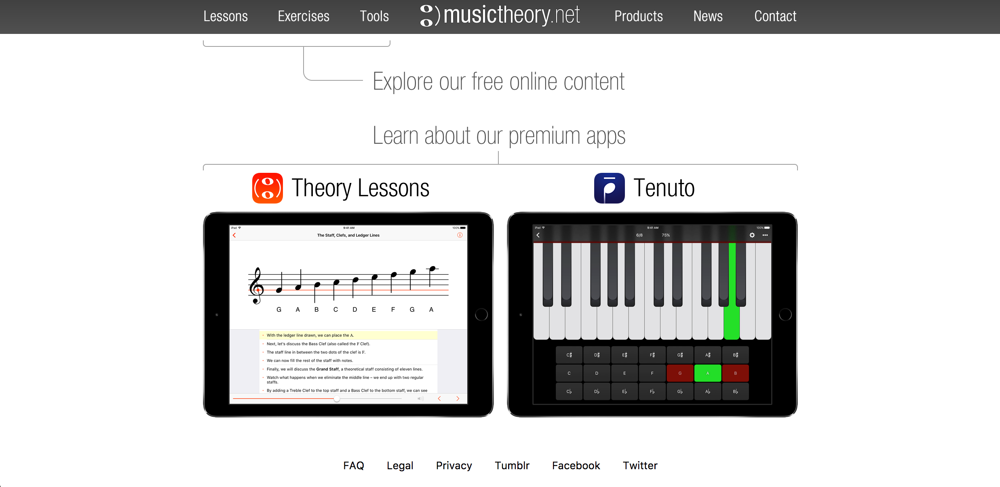 Lessons Exercises Tools musictheory.net Products News Contact
Explore our free online content
Learn about our premium apps
Theory Lessons
Tenuto
iPad 9:41 AM 100%
The Staff, Clefs, and Ledger Lines
G A B C D E F G A
With the ledger line drawn, we can place the A.
Next, let's discuss the Bass Clef (also called the F Clef).
The staff line in between the two dots of the clef is F.
We can now fill the rest of the staff with notes.
Finally, we will discuss the Grand Staff, a theoretical staff consisting of eleven lines.
Watch what happens when we eliminate the middle line – we end up with two regular
staffs.
By adding a Treble Clef to the top staff and a Bass Clef to the bottom staff, we can see
iPad 9:41 AM 100%
6/8 75%
C♯ D♯ E♯ F♯ G♯ A♯ B♯
C D E F G A B
C♭ D♭ E♭ F♭ G♭ A♭ B♭
FAQ Legal Privacy Tumblr Facebook Twitter